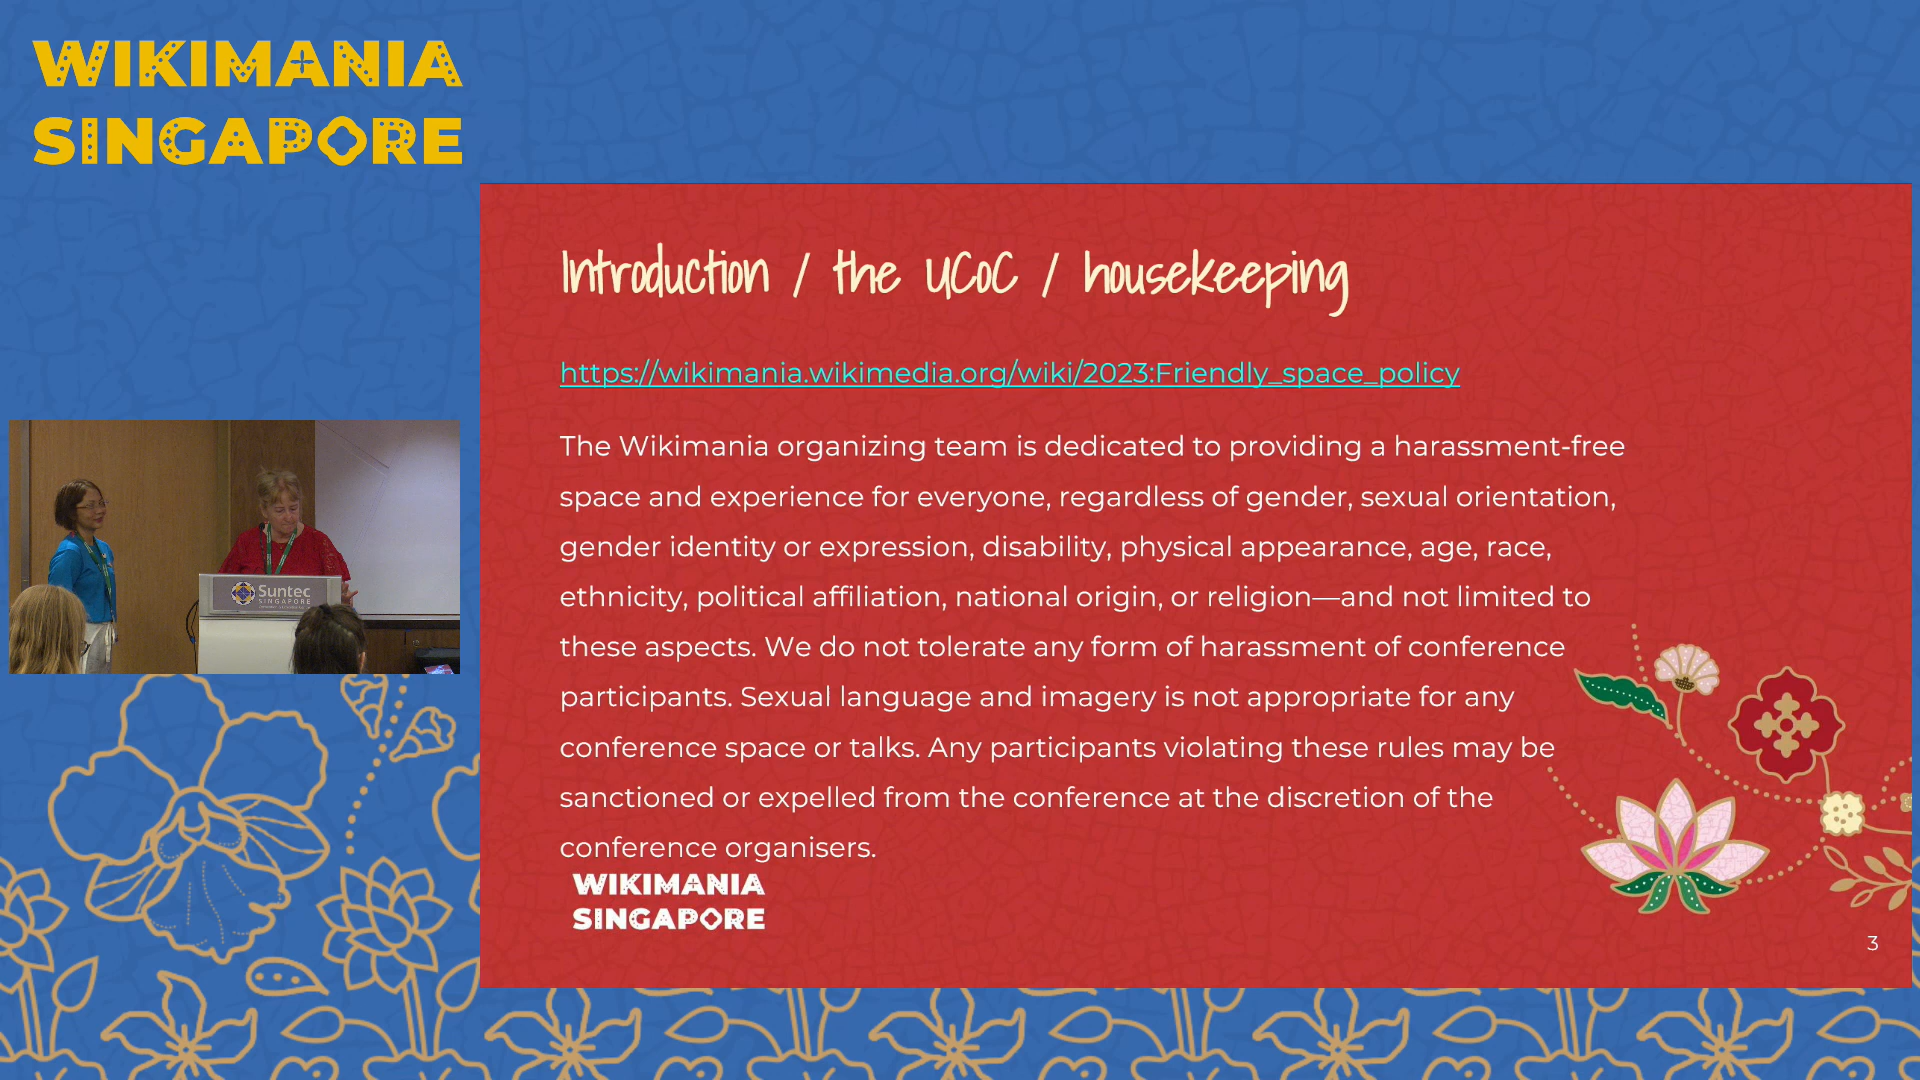 WIKIMANIA
SINGAPORE
Introduction / the UCoC / housekeeping
https://wikimania.wikimedia.org/wiki/2023:Friendly_space_policy
The Wikimania organizing team is dedicated to providing a harassment-free
space and experience for everyone, regardless of gender, sexual orientation,
gender identity or expression, disability, physical appearance, age, race,
ethnicity, political affiliation, national origin, or religion—and not limited to
these aspects. We do not tolerate any form of harassment of conference
participants. Sexual language and imagery is not appropriate for any
conference space or talks. Any participants violating these rules may be
sanctioned or expelled from the conference at the discretion of the
conference organisers.
WIKIMANIA
SINGAPORE
3
Suntec
SINGAPORE